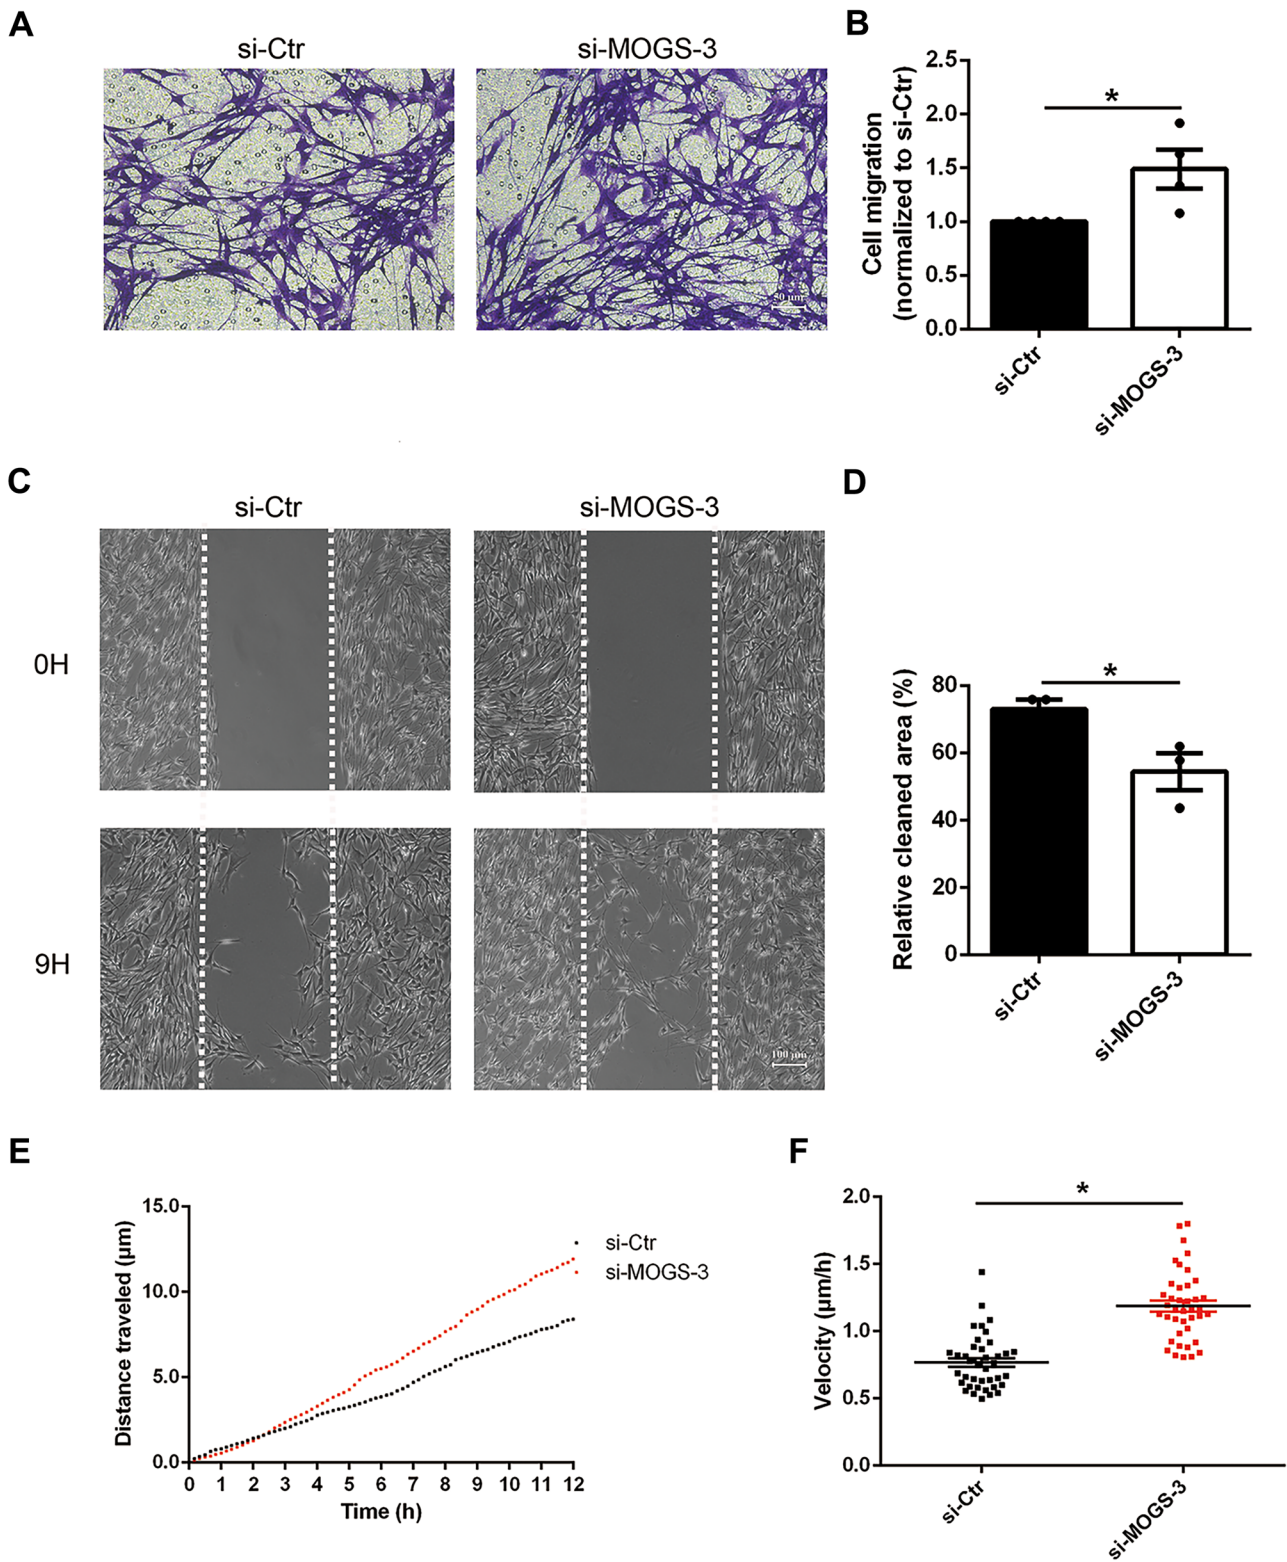 A
si-Ctr
si-MOGS-3
50 µm
B
Cell migration
(normalized to si-Ctr)
2.5
2.0
1.5
1.0
0.5
0.0
*
si-Ctr
si-MOGS-3
C
si-Ctr
si-MOGS-3
0H
9H
100 µm
D
Relative cleaned area (%)
80
60
40
20
0
*
si-Ctr
si-MOGS-3
E
Distance traveled (µm)
15.0
10.0
5.0
0.0
0 1 2 3 4 5 6 7 8 9 10 11 12
Time (h)
si-Ctr
si-MOGS-3
F
Velocity (µm/h)
2.0
1.5
1.0
0.5
0.0
*
si-Ctr
si-MOGS-3